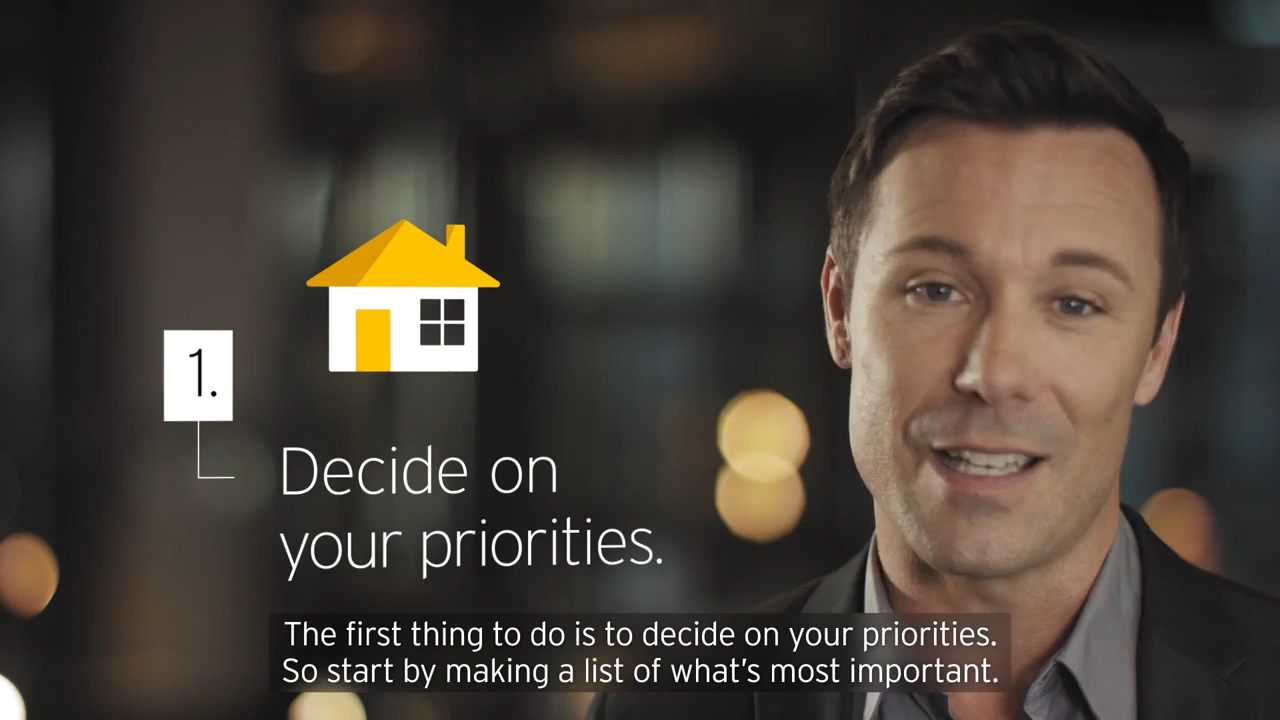 1.
Decide on
your priorities.
The first thing to do is to decide on your priorities.
So start by making a list of what's most important.